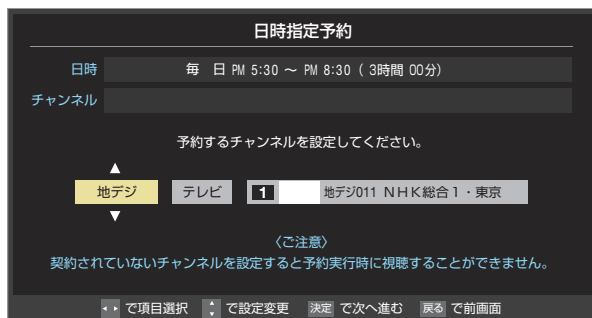 日時指定予約
日時 毎 日 PM 5:30 ～ PM 8:30 ( 3時間 00分)
チャンネル
予約するチャンネルを設定してください。
地デジ テレビ 1 地デジ011 ＮＨＫ総合１・東京
〈ご注意〉
契約されていないチャンネルを設定すると予約実行時に視聴することができません。
で項目選択 で設定変更 決定 で次へ進む 戻る で前画面